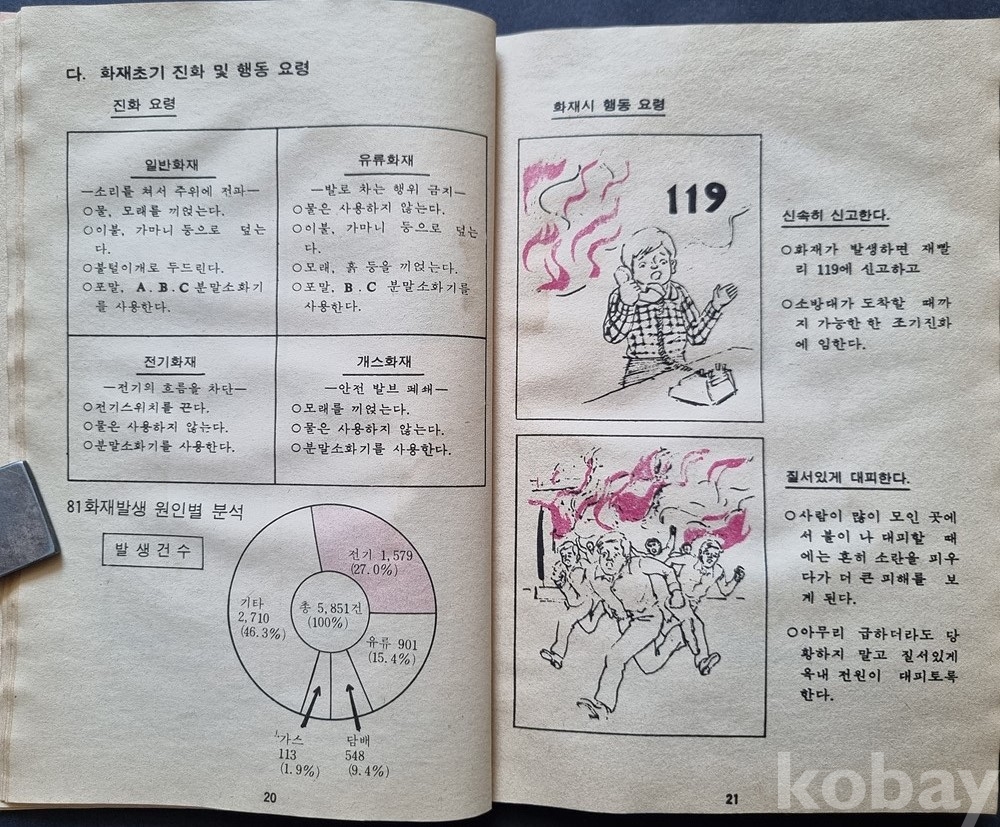 다. 화재초기 진화 및 행동 요령
진화 요령
일반화재
―소리를 쳐서 주위에 전파―
○물, 모래를 끼얹는다.
○이불, 가마니 등으로 덮는
다.
○불털이개로 두드린다.
○포말, A.B.C 분말소화기
를 사용한다.
유류화재
―발로 차는 행위 금지―
○물은 사용하지 않는다.
○이불, 가마니 등으로 덮는
다.
○모래, 흙 등을 끼얹는다.
○포말, B.C 분말소화기를
사용한다.
전기화재
―전기의 흐름을 차단―
○전기스위치를 끈다.
○물은 사용하지 않는다.
○분말소화기를 사용한다.
개스화재
―안전 발브 폐쇄―
○모래를 끼얹는다.
○물은 사용하지 않는다.
○분말소화기를 사용한다.
81화재발생 원인별 분석
발생건수
전기 1,579
(27.0%)
총 5,851건
(100%)
기타
2,710
(46.3%)
유류 901
(15.4%)
가스
113
(1.9%)
담배
548
(9.4%)
20
화재시 행동 요령
119
신속히 신고한다.
○화재가 발생하면 재빨
리 119에 신고하고
○소방대가 도착할 때까
지 가능한한 조기진화
에 임한다.
질서있게 대피한다.
○사람이 많이 모인 곳에
서 불이 나 대피할 때
에는 흔히 소란을 피우
다가 더 큰 피해를 보
게 된다.
○아무리 급하더라도 당
황하지 말고 질서있게
옥내 전원이 대피토록
한다.
21
kobay